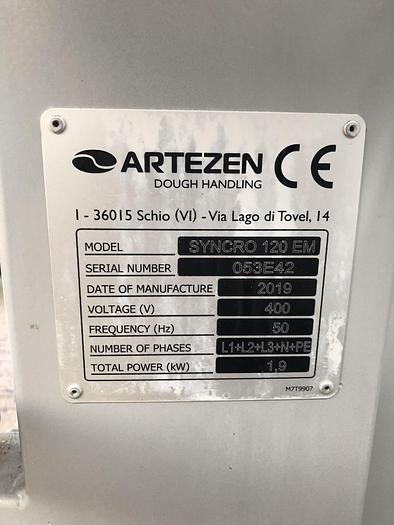 ARTEZEN CE
DOUGH HANDLING
I - 36015 Schio (VI) - Via Lago di Tovel, 14
MODEL SYNCRO 120 EM
SERIAL NUMBER 053E42
DATE OF MANUFACTURE 2019
VOLTAGE (V) 400
FREQUENCY (Hz) 50
NUMBER OF PHASES L1+L2+L3+N+PE
TOTAL POWER (kW) 1,9
M7T9907